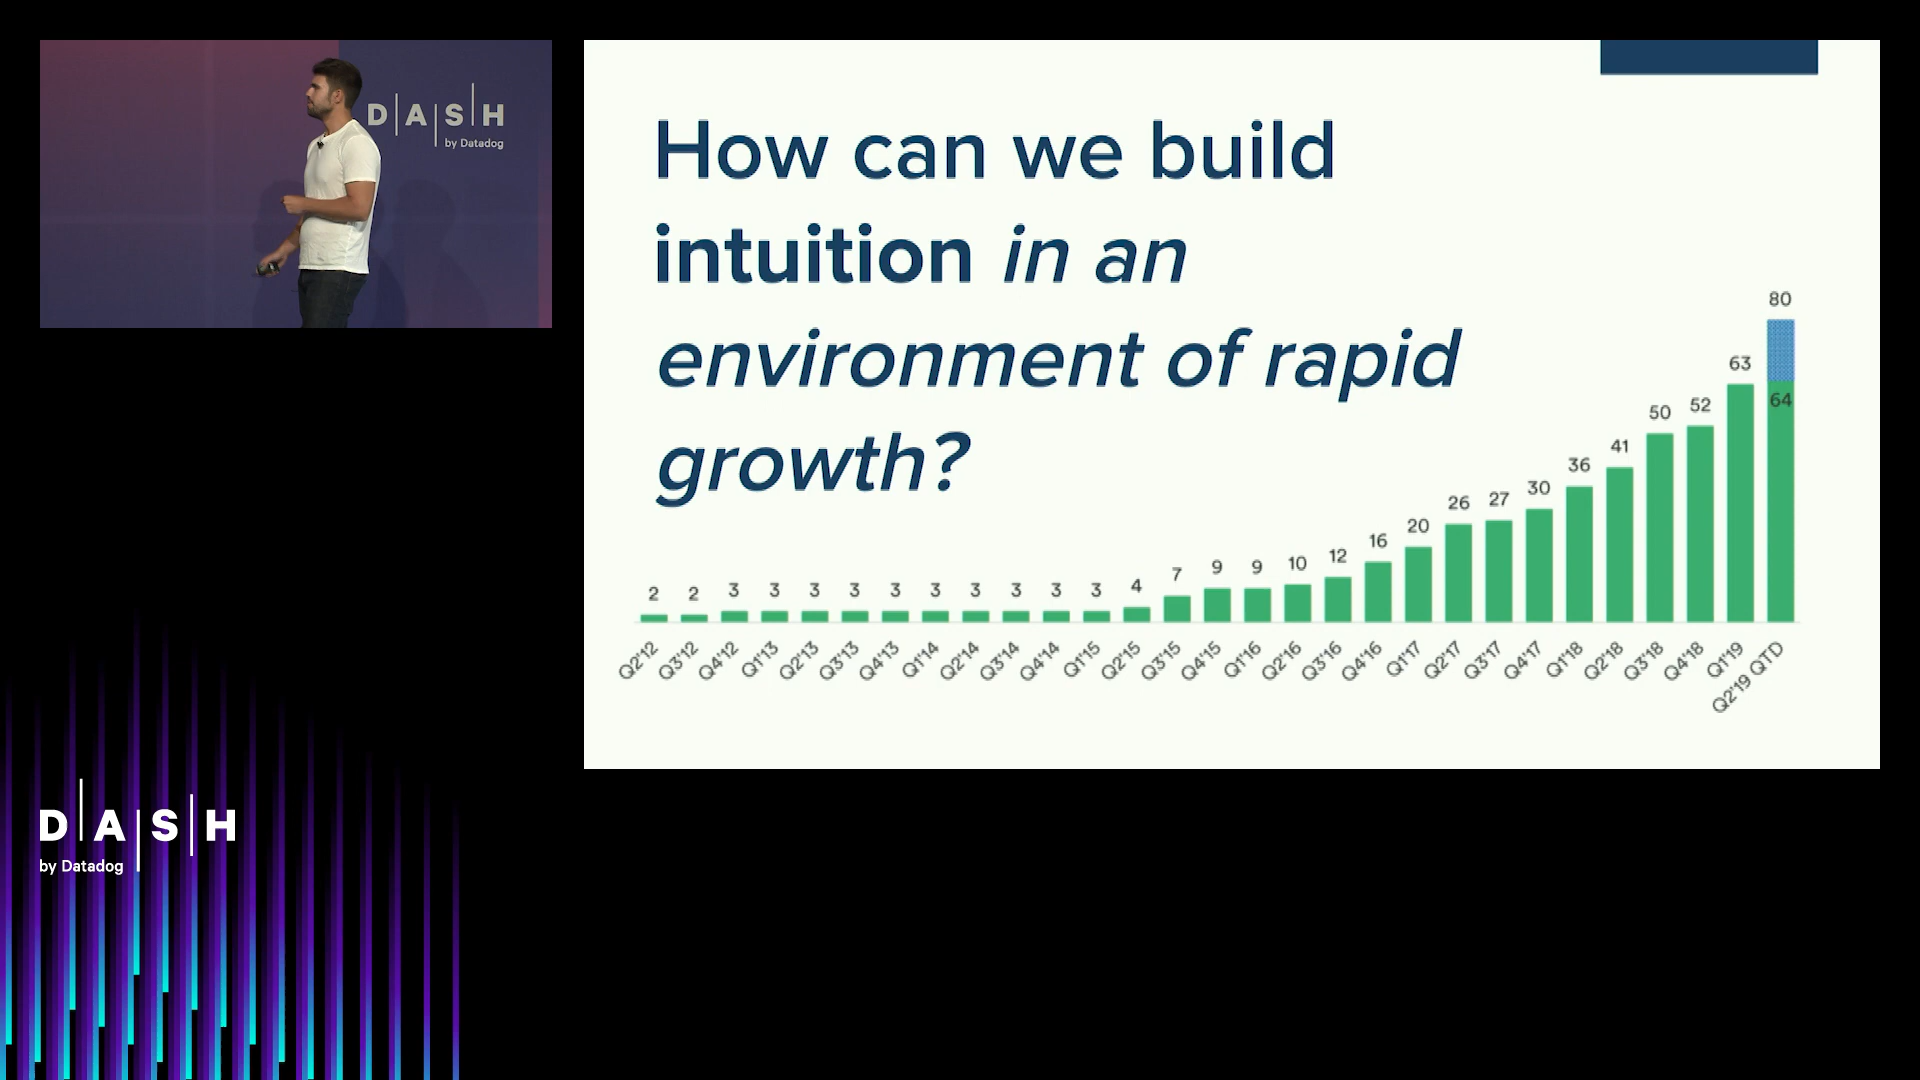 D A S H
by Datadog
How can we build
intuition in an
environment of rapid
growth?
2 2 3 3 3 3 3 3 3 3 3 3 4 7 9 9 10 12 16 20 26 27 30 36 41 50 52 63 80
64
Q2'12 Q3'12 Q4'12 Q1'13 Q2'13 Q3'13 Q4'13 Q1'14 Q2'14 Q3'14 Q4'14 Q1'15 Q2'15 Q3'15 Q4'15 Q1'16 Q2'16 Q3'16 Q4'16 Q1'17 Q2'17 Q3'17 Q4'17 Q1'18 Q2'18 Q3'18 Q4'18 Q1'19 Q2'19 QTD
D A S H
by Datadog